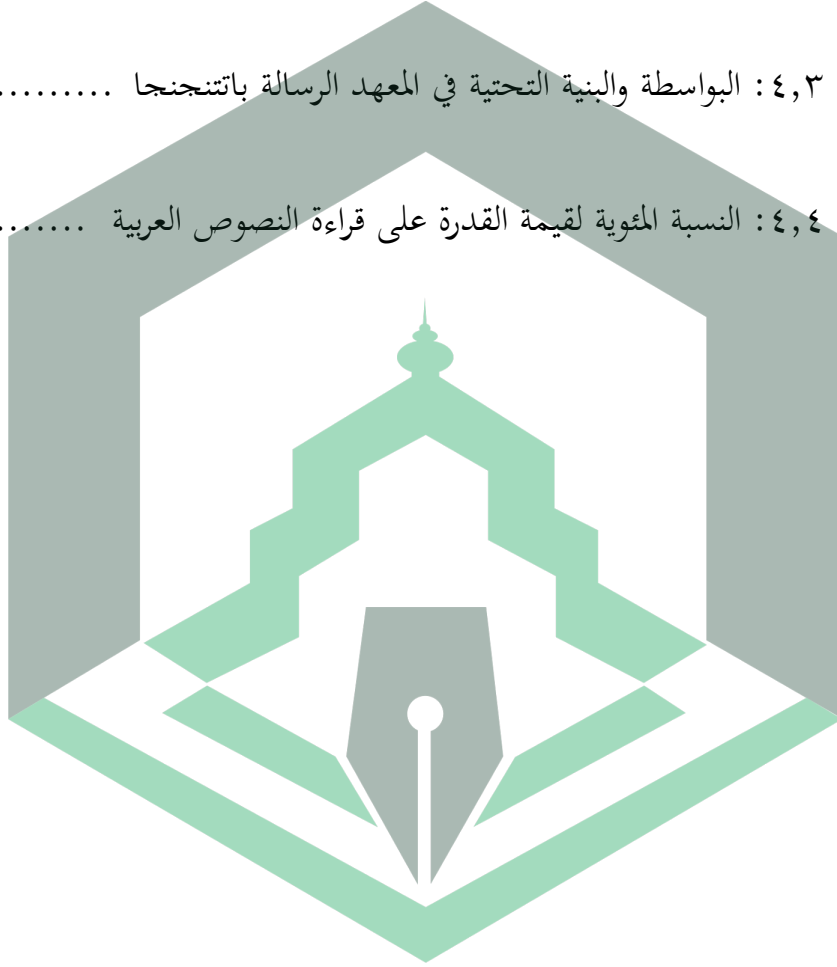 ٤,٣: البواسطة والبنية التحتية في المعهد الرسالة باتتنجنجا .........
٤,٤: النسبة المئوية لقيمة القدرة على قراءة النصوص العربية .......